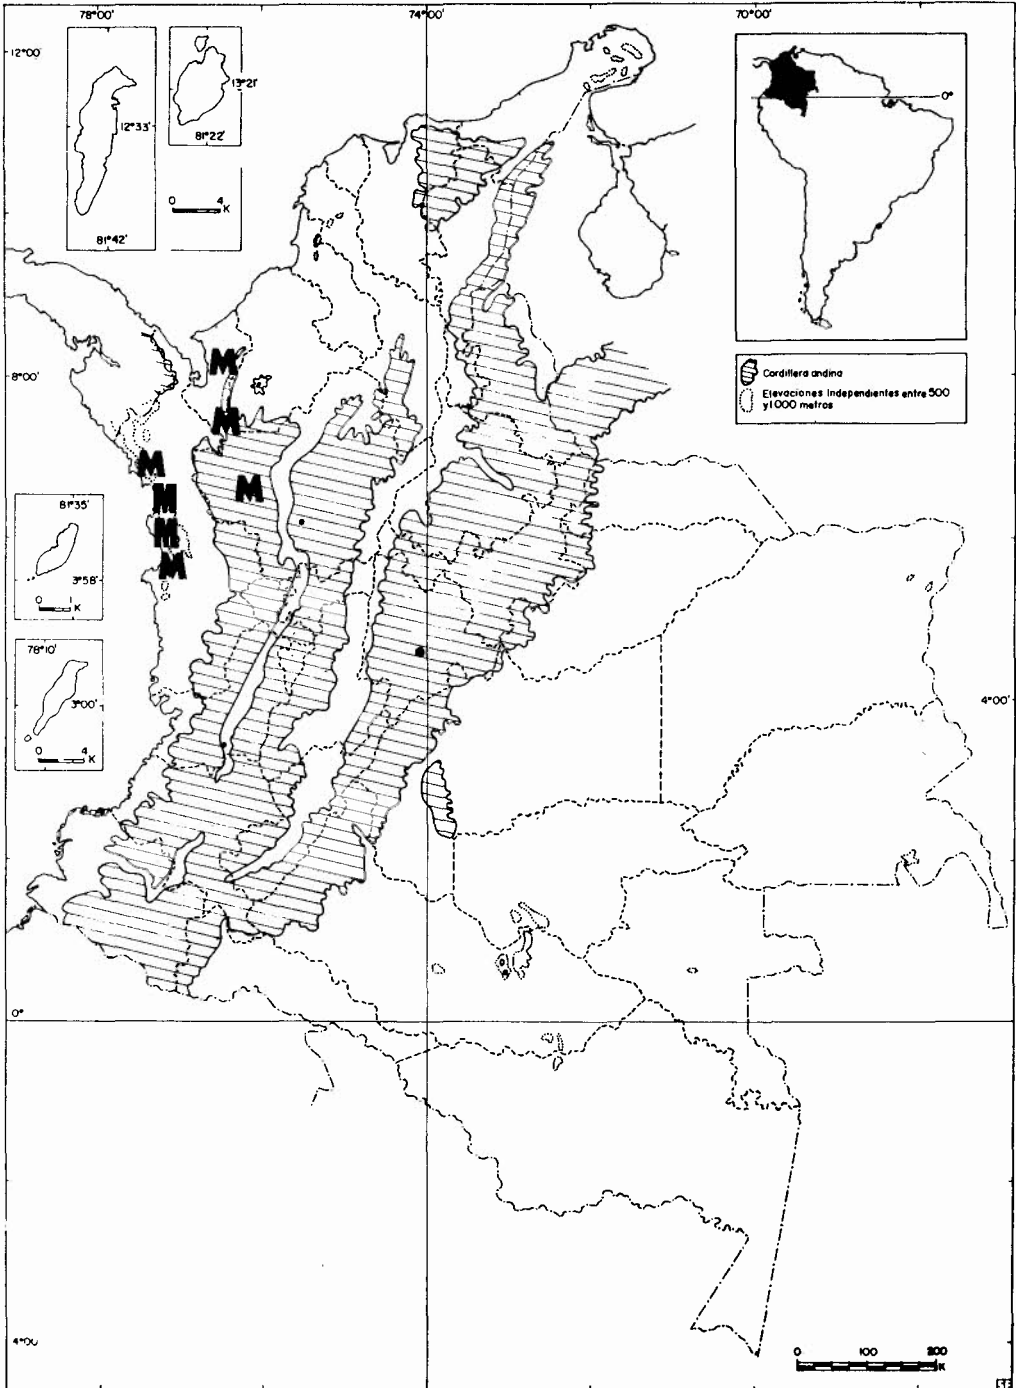 78°00' 74°00' 70°00'
12°00'
12°33'
81°42'
13°21'
81°22'
0 4
K
0°
Cordillera andina
Elevaciones Independientes entre 500
y 1000 metros
8°00'
M
M
M
M
M
M
M
81°35'
3°58'
0 1
K
78°10'
3°00'
0 4
K
4°00'
0°
4°00'
0 100 200
K